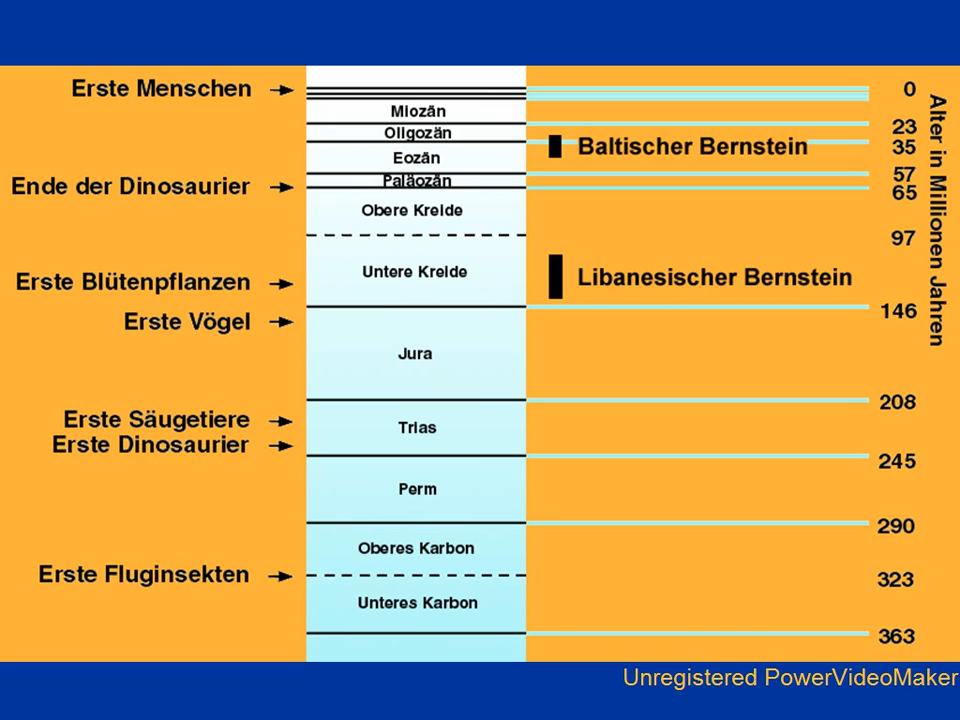 Erste Menschen
0
Miozän
23
Oligozän
35
Baltischer Bernstein
Eozän
57
Paläozän
Ende der Dinosaurier
65
Obere Kreide
97
Untere Kreide
Libanesischer Bernstein
Erste Blütenpflanzen
146
Erste Vögel
Jura
208
Erste Säugetiere
Trias
Erste Dinosaurier
245
Perm
290
Oberes Karbon
Erste Fluginsekten
323
Unteres Karbon
363
Alter in Millionen Jahren
Unregistered PowerVideoMaker